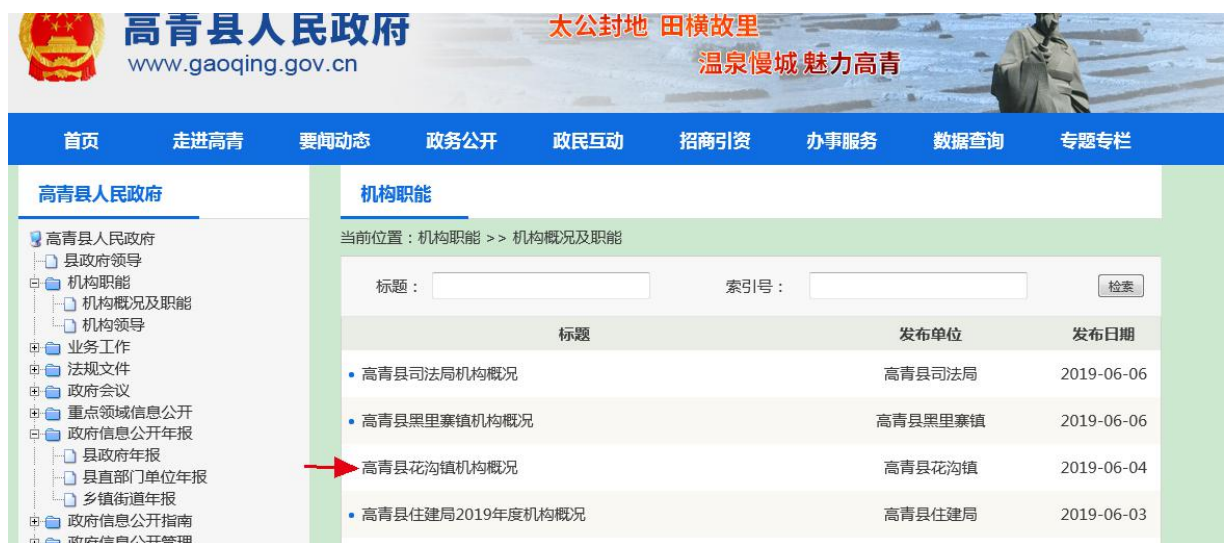 高青县人民政府
www.gaoqing.gov.cn
太公封地 田横故里
温泉慢城 魅力高青
首页 走进高青 要闻动态 政务公开 政民互动 招商引资 办事服务 数据查询 专题专栏
高青县人民政府
高青县人民政府
县政府领导
机构职能
机构概况及职能
机构领导
业务工作
法规文件
政府会议
重点领域信息公开
政府信息公开年报
县政府年报
县直部门单位年报
乡镇街道年报
政府信息公开指南
政府信息公开管理
机构职能
当前位置：机构职能 >> 机构概况及职能
标题： 索引号： 检索
标题 发布单位 发布日期
高青县司法局机构概况 高青县司法局 2019-06-06
高青县黑里寨镇机构概况 高青县黑里寨镇 2019-06-06
高青县花沟镇机构概况 高青县花沟镇 2019-06-04
高青县住建局2019年度机构概况 高青县住建局 2019-06-03